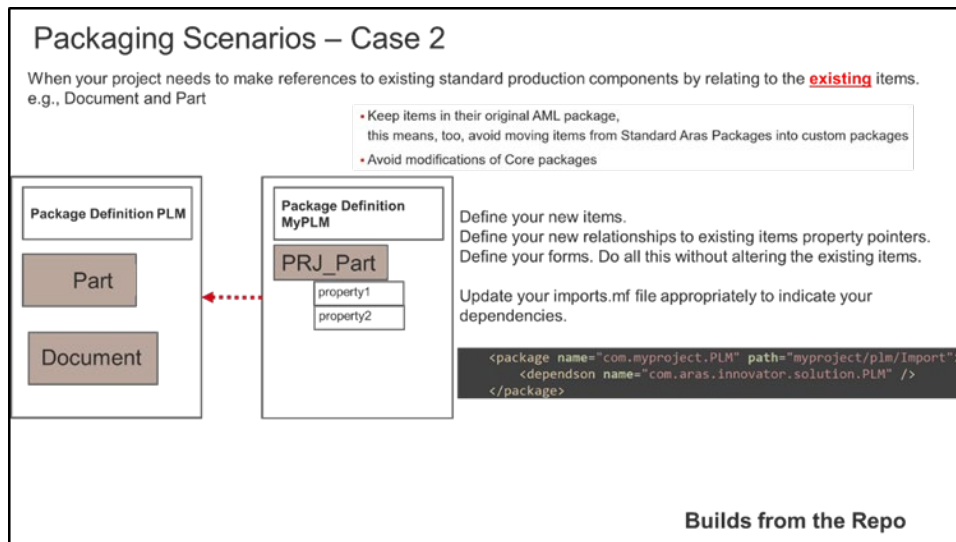 Packaging Scenarios – Case 2
When your project needs to make references to existing standard production components by relating to the existing items.
e.g., Document and Part
• Keep items in their original AML package,
this means, too, avoid moving items from Standard Aras Packages into custom packages
• Avoid modifications of Core packages
Package Definition PLM
Part
Document
Package Definition
MyPLM
PRJ_Part
property1
property2
Define your new items.
Define your new relationships to existing items property pointers.
Define your forms. Do all this without altering the existing items.
Update your imports.mf file appropriately to indicate your
dependencies.
<package name="com.myproject.PLM" path="myproject/plm/Import">
<dependson name="com.aras.innovator.solution.PLM" />
</package>
Builds from the Repo